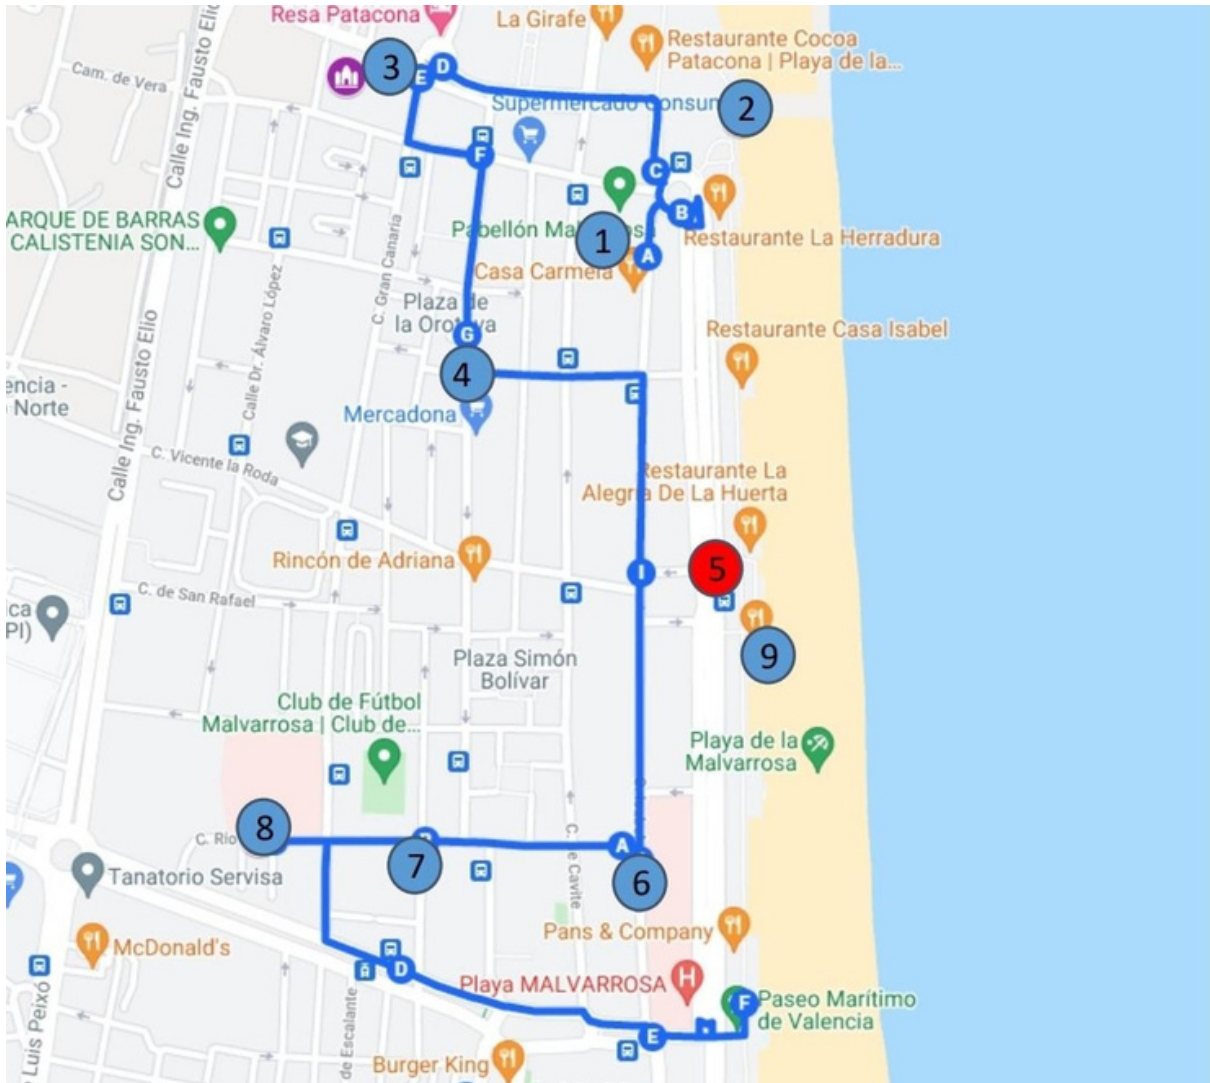 Resa Patacona
La Girafe
Restaurante Cocoa
Patacona | Playa de la...
Calle Ing. Fausto Elio
Cam. de Vera
3
E
D
2
Supermercado Consum
F
C
ARQUE DE BARRAS
CALISTENIA SON...
Pabellón
1
B
A
Restaurante La Herradura
Casa Carmela
C. Gran Canaria
Calle Dr. Álvaro López
Plaza de
la Orotava
G
Restaurante Casa Isabel
Calle Ing. Fausto Elio
4
encia -
Norte
Mercadona
C. Vicente la Roda
Restaurante La
Alegría De La Huerta
Rincón de Adriana
I
5
C. de San Rafael
ica
PI)
9
Plaza Simón
Bolívar
Club de Fútbol
Malvarrosa | Club de...
Playa de la
Malvarrosa
8
C. Río
7
A
6
C. de Cavite
Tanatorio Servisa
McDonald's
Pans & Company
D
Playa MALVARROSA
H
F
Paseo Marítimo
de Valencia
E
Luis Peixó
de Escalante
Burger King